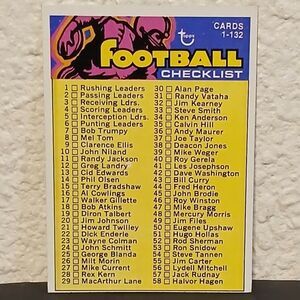 CARDS
1-132
Topps
FOOTBALL
CHECKLIST
1 Rushing Leaders
2 Passing Leaders
3 Receiving Ldrs.
4 Scoring Leaders
5 Interception Ldrs.
6 Punting Leaders
7 Bob Trumpy
8 Mel Tom
9 Clarence Ellis
10 John Niland
11 Randy Jackson
12 Greg Landry
13 Cid Edwards
14 Phil Olsen
15 Terry Bradshaw
16 Al Cowlings
17 Walker Gillette
18 Bob Atkins
19 Diron Talbert
20 Jim Johnson
21 Howard Twilley
22 Dick Enderle
23 Wayne Colman
24 John Schmitt
25 George Blanda
26 Milt Morin
27 Mike Current
28 Rex Kern
29 MacArthur Lane
30 Alan Page
31 Randy Vataha
32 Jim Kearney
33 Steve Smith
34 Ken Anderson
35 Calvin Hill
36 Andy Maurer
37 Joe Taylor
38 Deacon Jones
39 Mike Weger
40 Roy Gerela
41 Les Josephson
42 Dave Washington
43 Bill Curry
44 Fred Heron
45 John Brodie
46 Roy Winston
47 Mike Bragg
48 Mercury Morris
49 Jim Files
50 Eugene Upshaw
51 Hugo Hollas
52 Rod Sherman
53 Ron Snidow
54 Steve Tannen
55 Jim Carter
56 Lydell Mitchell
57 Jack Rudnay
58 Halvor Hagen